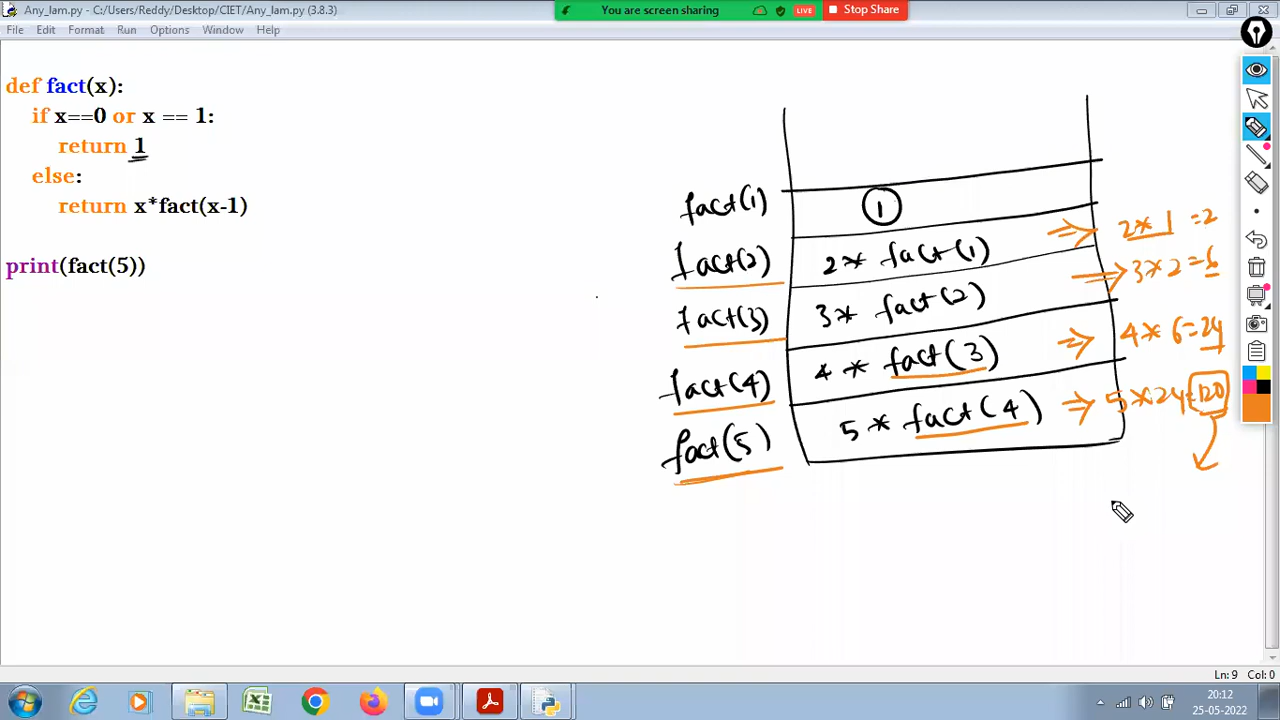 Any_lam.py - C:/Users/Reddy/Desktop/CIET/Any_lam.py (3.8.3)
You are screen sharing
LIVE
Stop Share
File Edit Format Run Options Window Help
def fact(x):
if x==0 or x == 1:
return 1
else:
return x*fact(x-1)
print(fact(5))
fact(1) 1
fact(2) 2* fact(1) => 2*1 =2
fact(3) 3* fact(2) => 3*2=6
fact(4) 4 * fact(3) => 4*6=24
fact(5) 5 * fact(4) => 5*24=120
Ln: 9 Col: 0
20:12
25-05-2022